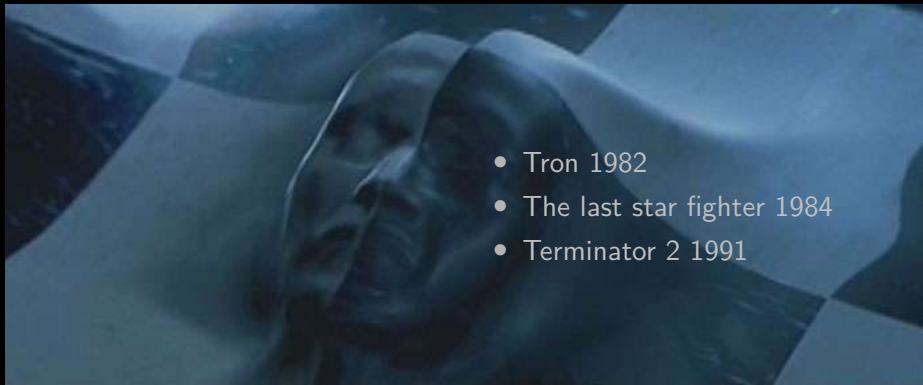 • Tron 1982
• The last star fighter 1984
• Terminator 2 1991